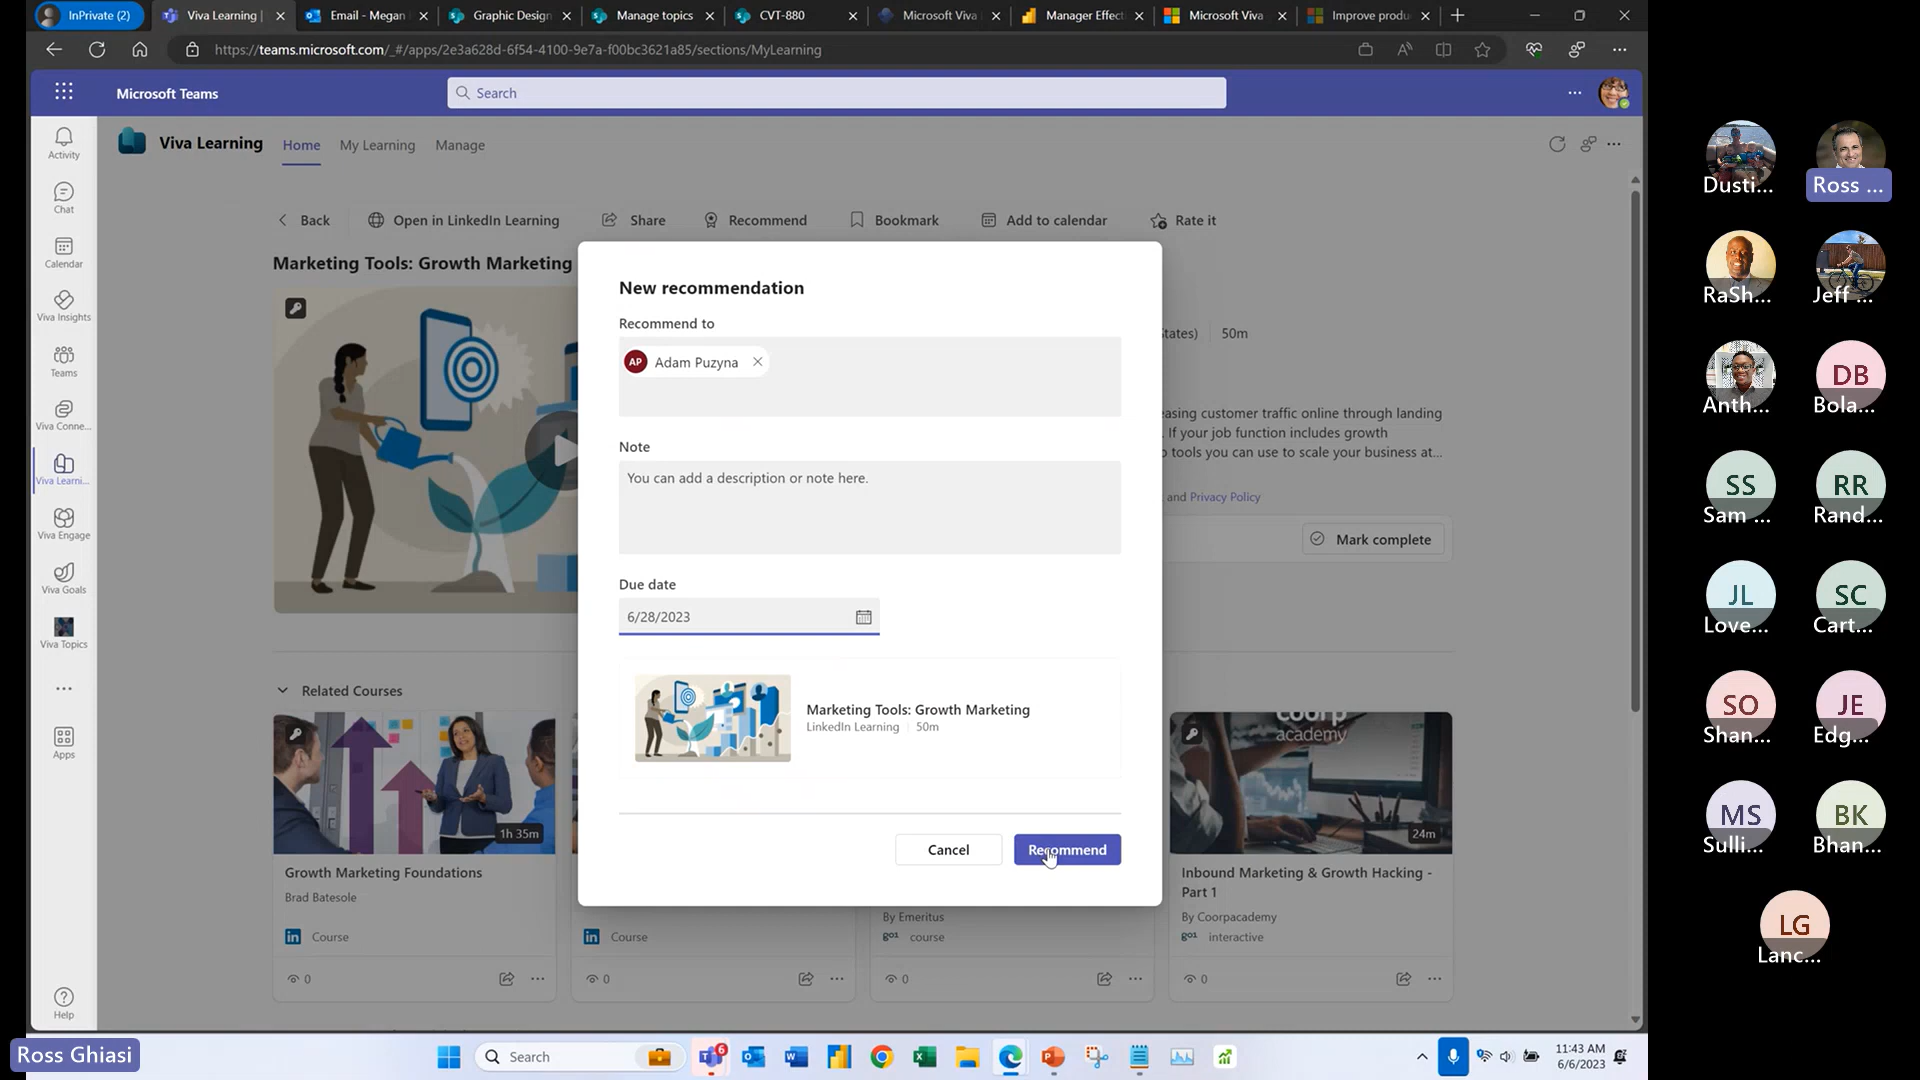 InPrivate (2)
Viva Learning |
Email - Megan
Graphic Design
Manage topics
CVT-880
Microsoft Viva
Manager Effect
Microsoft Viva
Improve produ
https://teams.microsoft.com/_#/apps/2e3a628d-6f54-4100-9e7a-f00bc3621a85/sections/MyLearning
Microsoft Teams
Search
Viva Learning
Home
My Learning
Manage
Activity
Chat
Calendar
Viva Insights
Teams
Viva Conne...
Viva Learni...
Viva Engage
Viva Goals
Viva Topics
Apps
Help
Back
Open in LinkedIn Learning
Share
Recommend
Bookmark
Add to calendar
Rate it
Marketing Tools: Growth Marketing
States)
50m
easing customer traffic online through landing
. If your job function includes growth
o tools you can use to scale your business at...
and Privacy Policy
Mark complete
New recommendation
Recommend to
AP
Adam Puzyna
Note
You can add a description or note here.
Due date
6/28/2023
Marketing Tools: Growth Marketing
LinkedIn Learning
50m
Cancel
Recommend
Related Courses
1h 35m
Growth Marketing Foundations
Brad Batesole
in
Course
0
in
Course
0
By Emeritus
go1
course
0
coorp
academy
24m
Inbound Marketing & Growth Hacking -
Part 1
By Coorpacademy
go1
interactive
0
Dusti...
Ross ...
RaSh...
Jeff ...
Anth...
DB
Bola...
SS
Sam ...
RR
Rand...
JL
Love...
SC
Cart...
SO
Shan...
JE
Edg...
MS
Sulli...
BK
Bhan...
LG
Lanc...
Ross Ghiasi
Search
6
11:43 AM
6/6/2023